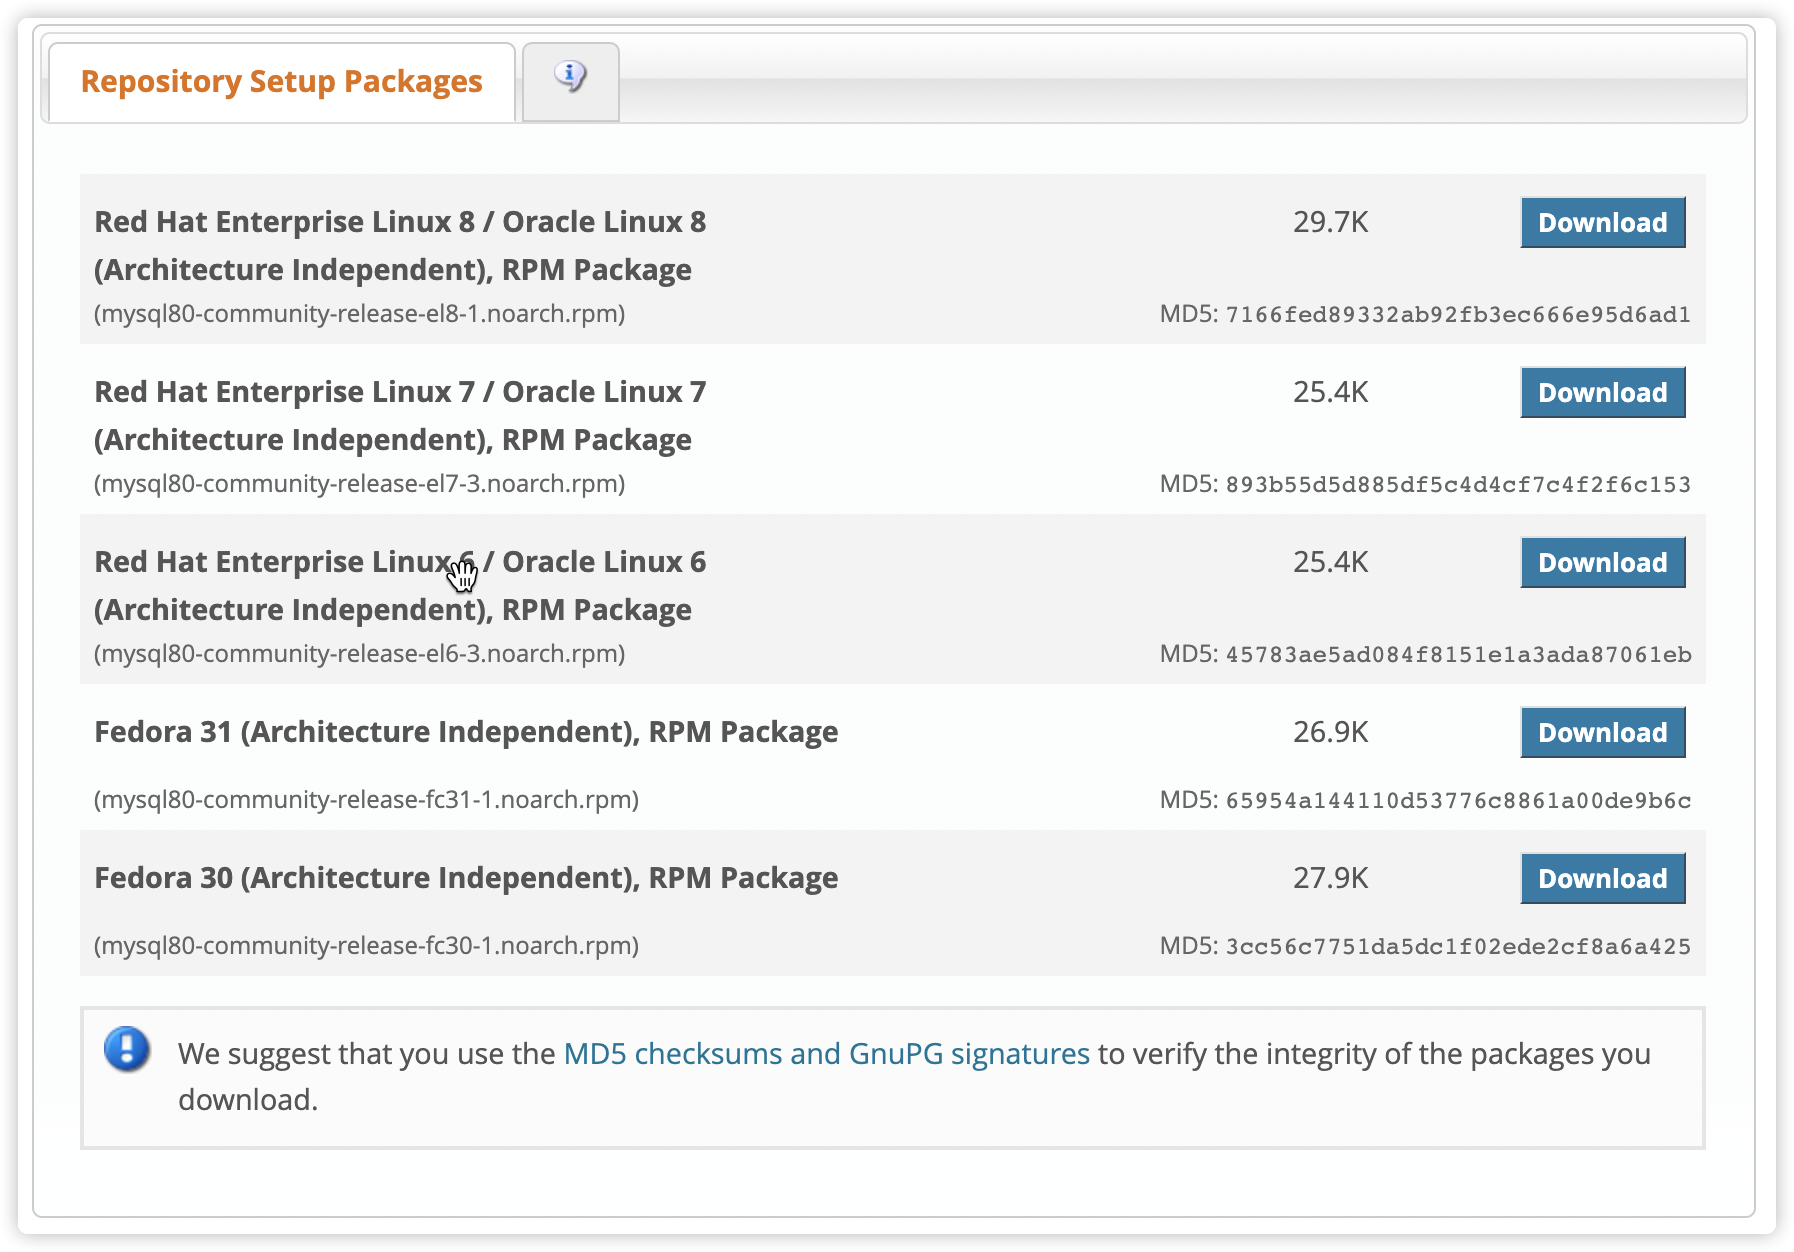 Repository Setup Packages
Red Hat Enterprise Linux 8 / Oracle Linux 8
29.7K
Download
(Architecture Independent), RPM Package
(mysql80-community-release-el8-1.noarch.rpm)
MD5: 7166fed89332ab92fb3ec666e95d6ad1
Red Hat Enterprise Linux 7 / Oracle Linux 7
25.4K
Download
(Architecture Independent), RPM Package
(mysql80-community-release-el7-3.noarch.rpm)
MD5: 893b55d5d885df5c4d4cf7c4f2f6c153
Red Hat Enterprise Linux 6 / Oracle Linux 6
25.4K
Download
(Architecture Independent), RPM Package
(mysql80-community-release-el6-3.noarch.rpm)
MD5: 45783ae5ad084f8151e1a3ada87061eb
Fedora 31 (Architecture Independent), RPM Package
26.9K
Download
(mysql80-community-release-fc31-1.noarch.rpm)
MD5: 65954a144110d53776c8861a00de9b6c
Fedora 30 (Architecture Independent), RPM Package
27.9K
Download
(mysql80-community-release-fc30-1.noarch.rpm)
MD5: 3cc56c7751da5dc1f02ede2cf8a6a425
We suggest that you use the MD5 checksums and GnuPG signatures to verify the integrity of the packages you
download.